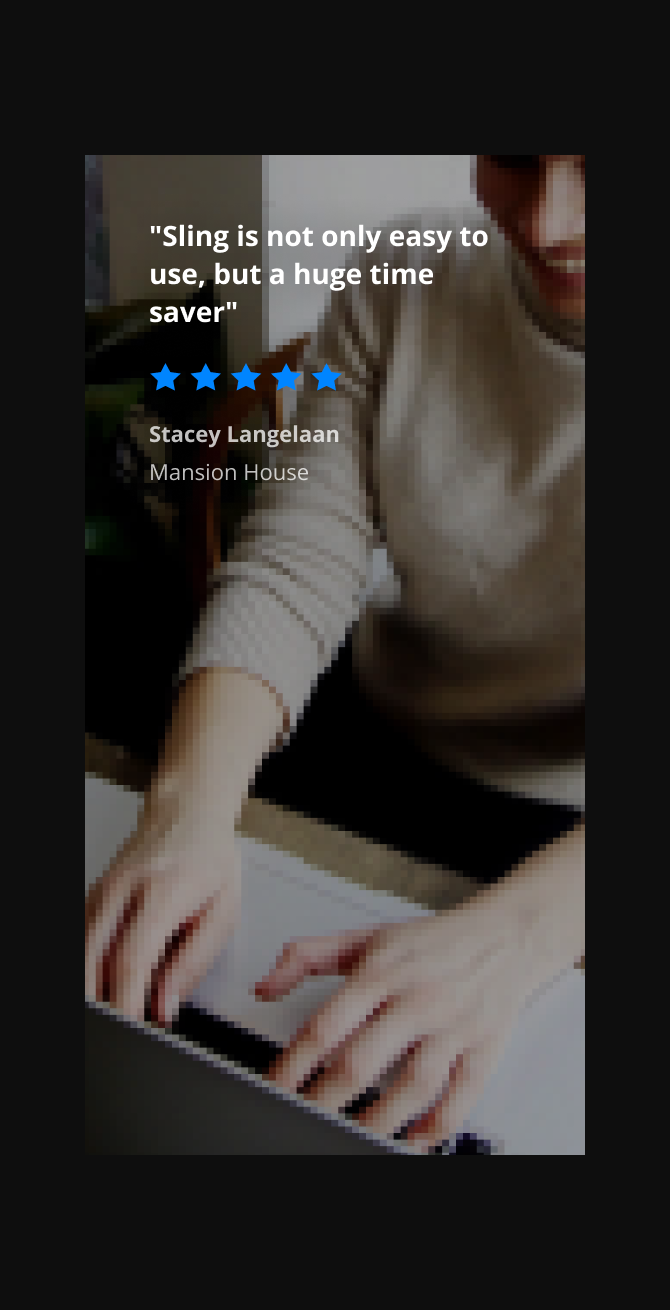 "Sling is not only easy to
use, but a huge time
saver"
Stacey Langelaan
Mansion House